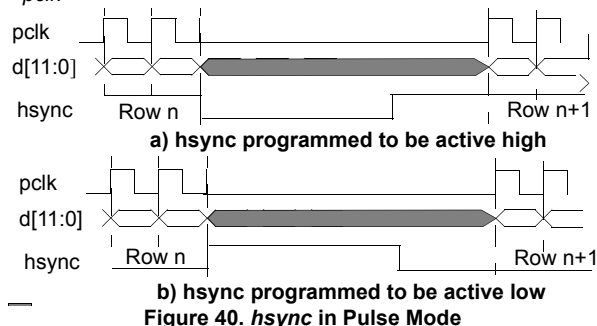 pclk
pclk
d[11:0]
hsync Row n Row n+1
a) hsync programmed to be active high
pclk
d[11:0]
hsync Row n Row n+1
b) hsync programmed to be active low
Figure 40. hsync in Pulse Mode